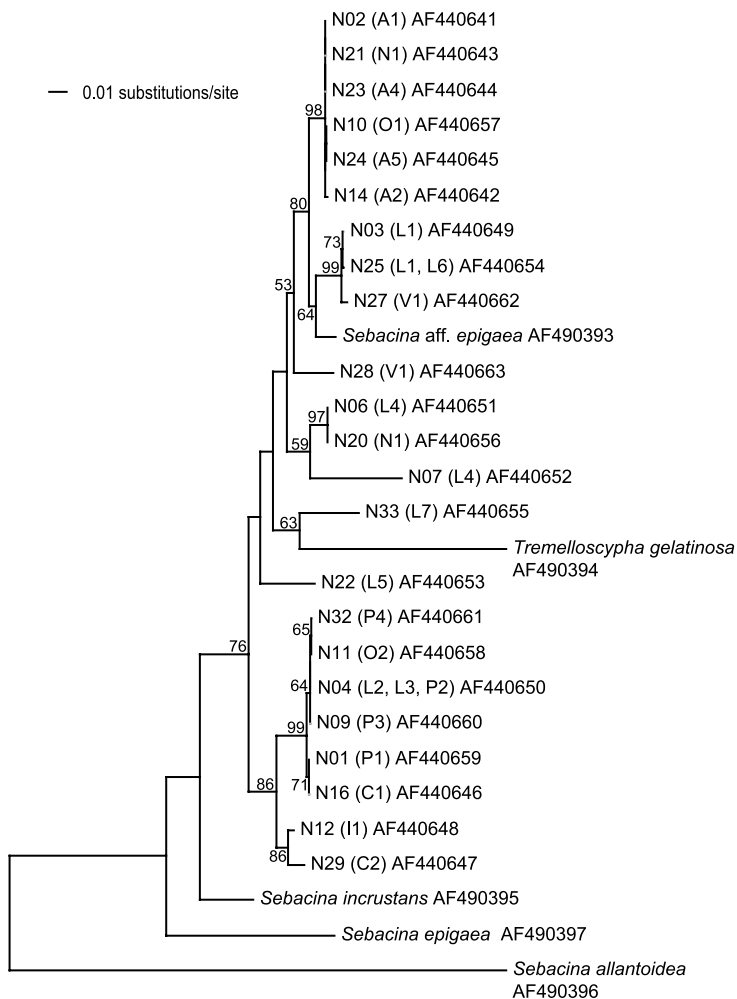 N02 (A1) AF440641
N21 (N1) AF440643
N23 (A4) AF440644
0.01 substitutions/site
98
N10 (O1) AF440657
N24 (A5) AF440645
N14 (A2) AF440642
80
N03 (L1) AF440649
73
N25 (L1, L6) AF440654
99
N27 (V1) AF440662
53
64
Sebacina aff. epigaea AF490393
N28 (V1) AF440663
N06 (L4) AF440651
97
N20 (N1) AF440656
59
N07 (L4) AF440652
N33 (L7) AF440655
63
Tremelloscypha gelatinosa
AF490394
N22 (L5) AF440653
N32 (P4) AF440661
65
76
N11 (O2) AF440658
64
N04 (L2, L3, P2) AF440650
N09 (P3) AF440660
99
N01 (P1) AF440659
86
71
N16 (C1) AF440646
N12 (I1) AF440648
86
N29 (C2) AF440647
Sebacina incrustans AF490395
Sebacina epigaea AF490397
Sebacina allantoidea
AF490396